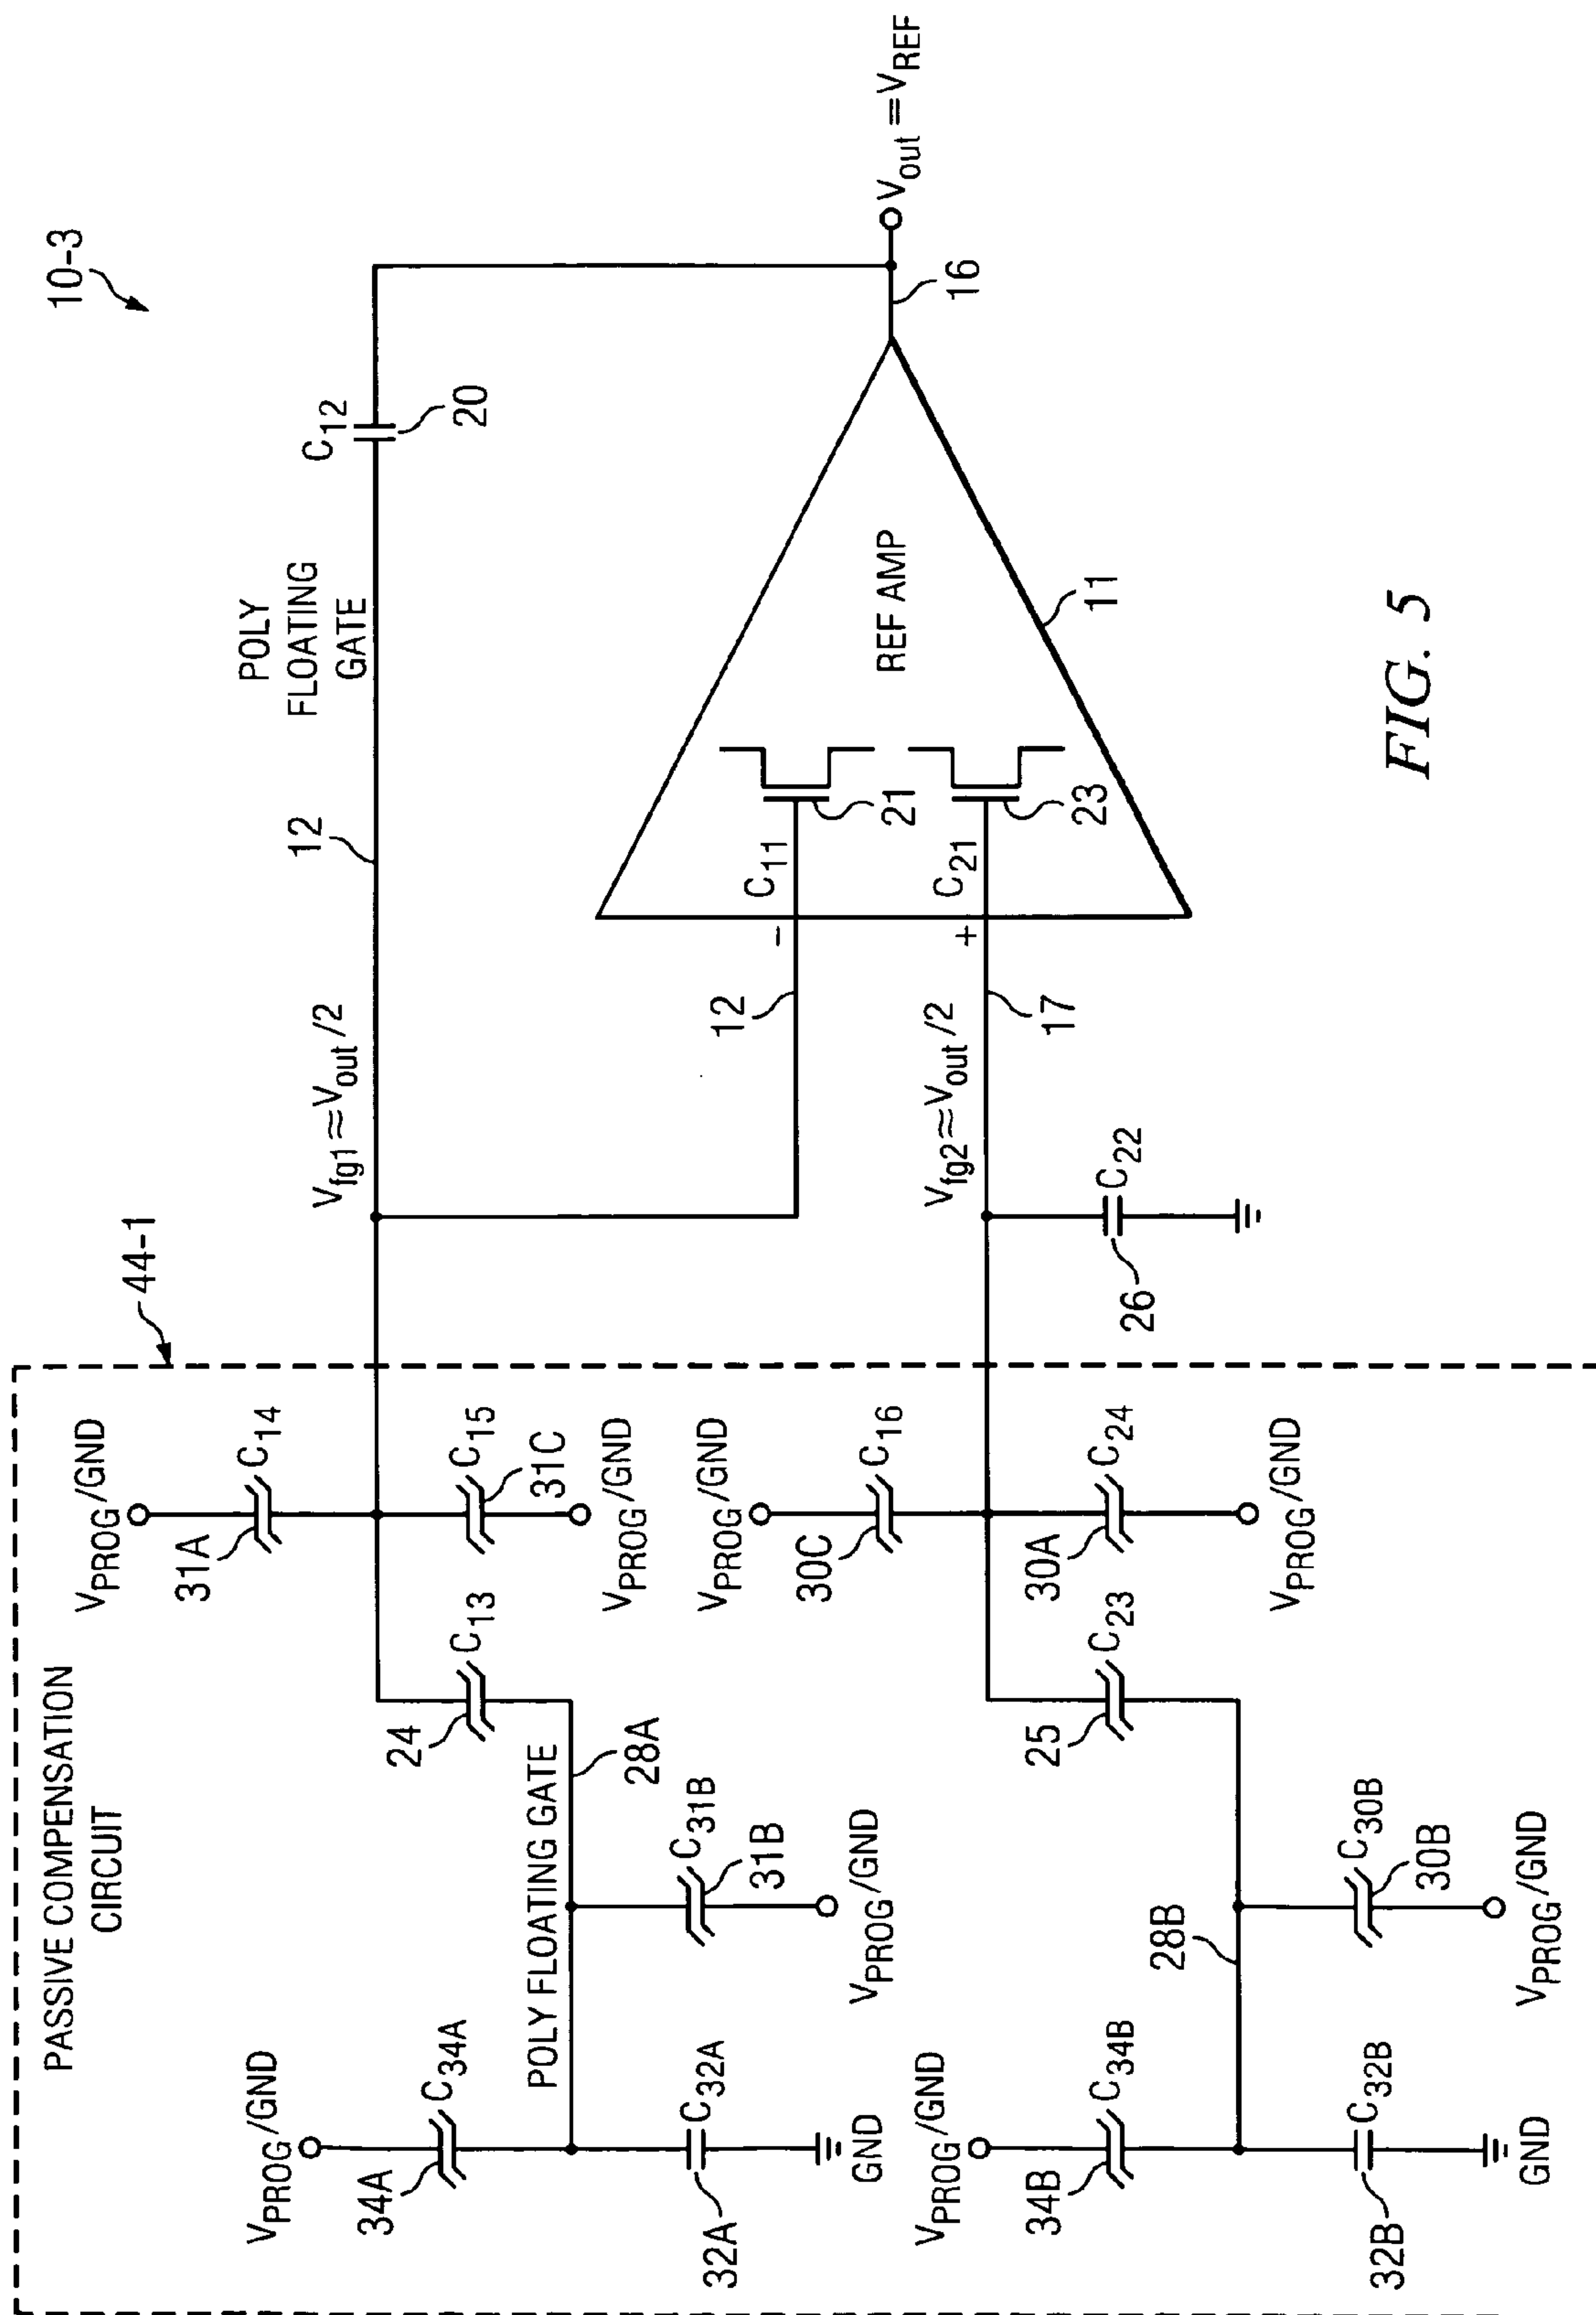 10-3
PASSIVE COMPENSATION
CIRCUIT
44-1
V_PROG/GND
31A
C14
V_fg1≈V_out/2
12
POLY
FLOATING
GATE
C12
20
V_PROG/GND
34A
C34A
24
C13
C15
31C
V_PROG/GND
POLY FLOATING GATE
28A
C32A
32A
GND
C31B
31B
V_PROG/GND
V_PROG/GND
30C
C16
12
−
C11
21
REF AMP
16
V_out=V_REF
V_fg2≈V_out/2
17
+
C21
23
11
V_PROG/GND
34B
C34B
25
C23
30A
C24
V_PROG/GND
26
C22
28B
C32B
32B
GND
C30B
30B
V_PROG/GND
FIG. 5